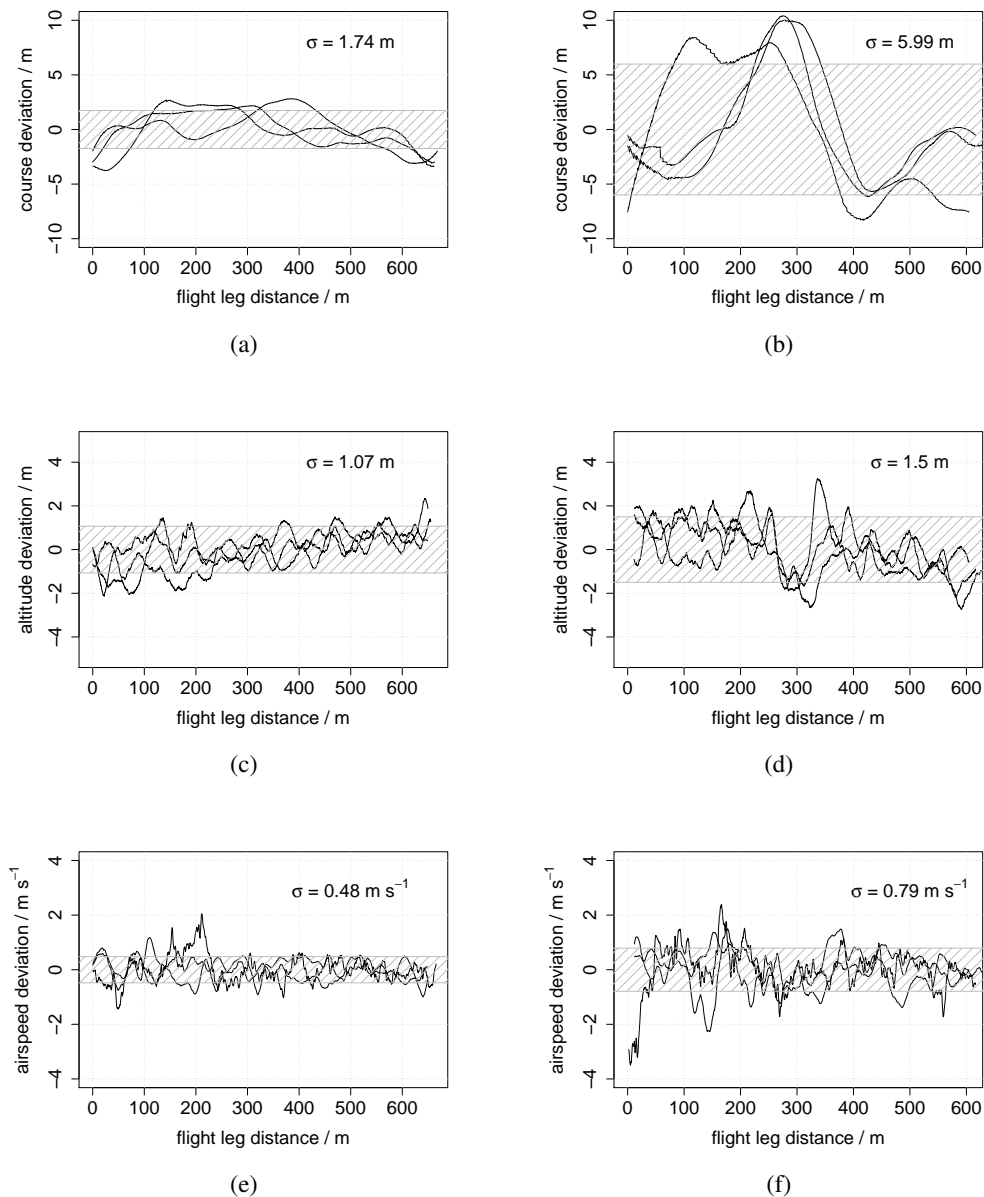 σ = 1.74 m
course deviation / m
10
5
0
−5
−10
0 100 200 300 400 500 600
flight leg distance / m
(a)
σ = 5.99 m
course deviation / m
10
5
0
−5
−10
0 100 200 300 400 500 600
flight leg distance / m
(b)
σ = 1.07 m
altitude deviation / m
4
2
0
−2
−4
0 100 200 300 400 500 600
flight leg distance / m
(c)
σ = 1.5 m
altitude deviation / m
4
2
0
−2
−4
0 100 200 300 400 500 600
flight leg distance / m
(d)
σ = 0.48 m s⁻¹
airspeed deviation / m s⁻¹
4
2
0
−2
−4
0 100 200 300 400 500 600
flight leg distance / m
(e)
σ = 0.79 m s⁻¹
airspeed deviation / m s⁻¹
4
2
0
−2
−4
0 100 200 300 400 500 600
flight leg distance / m
(f)